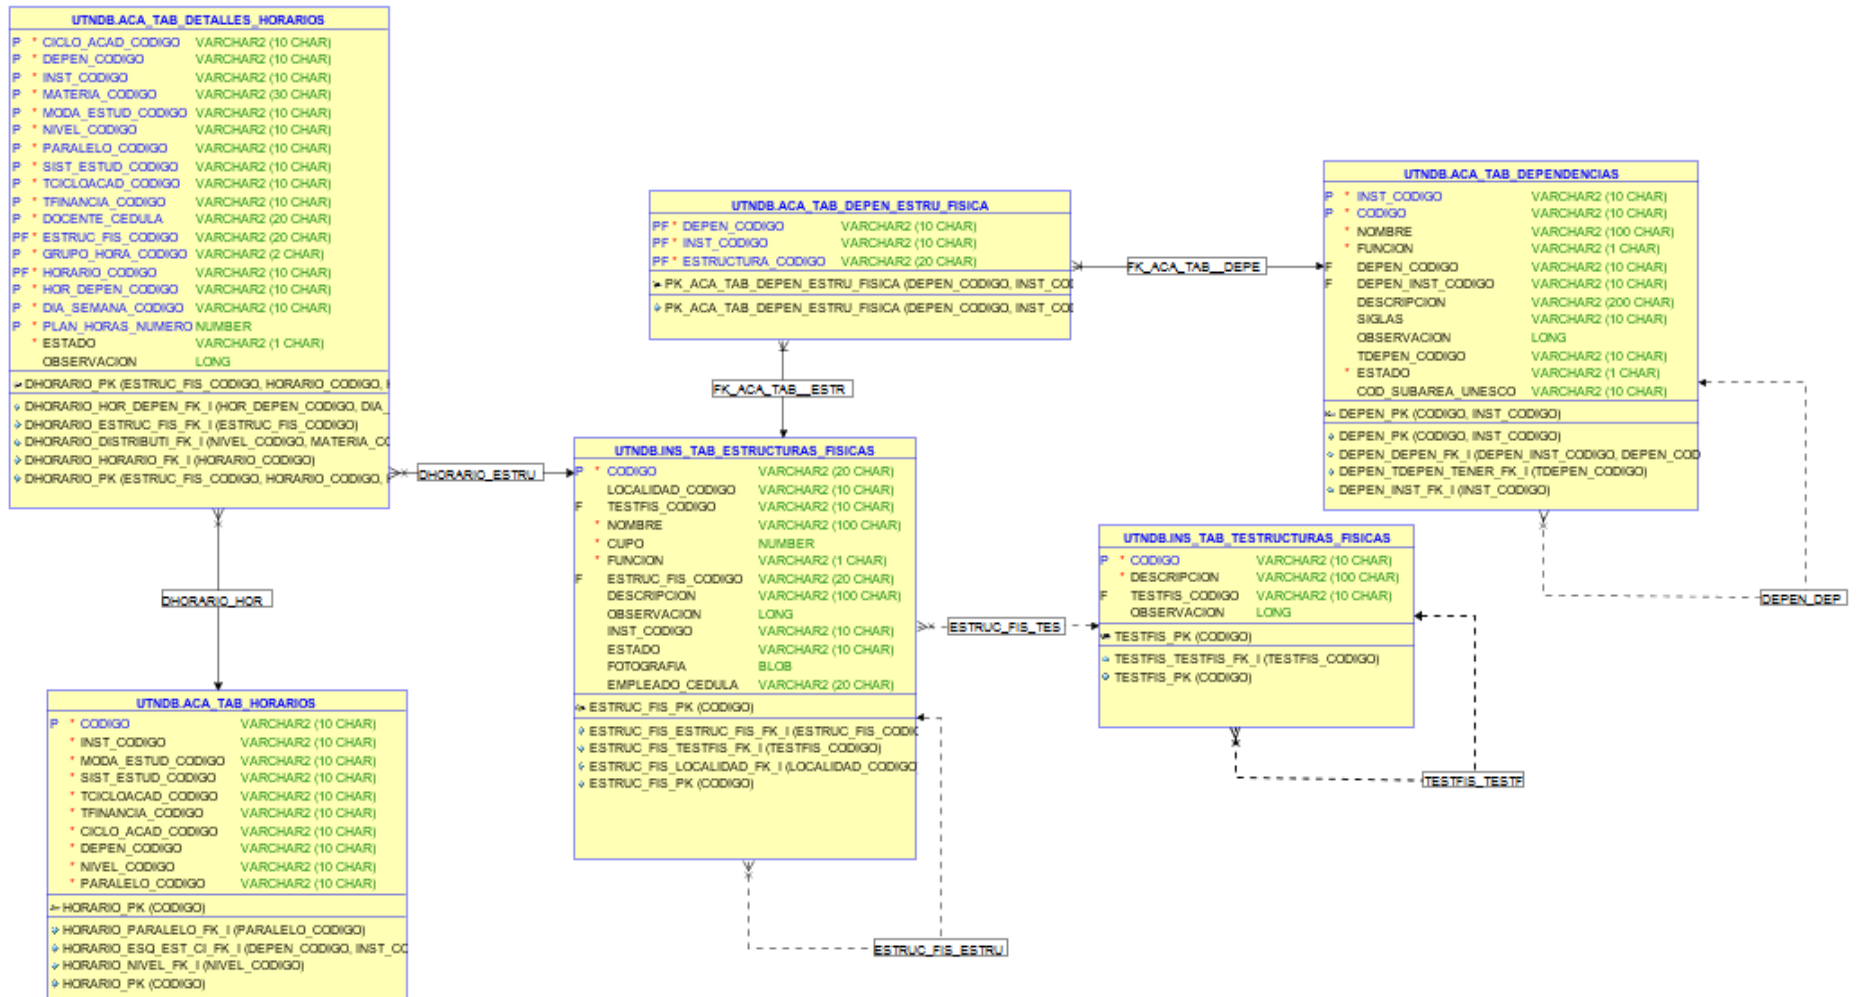 UTNDB.ACA_TAB_DETALLES_HORARIOS
P * CICLO_ACAD_CODIGO VARCHAR2 (10 CHAR)
P * DEPEN_CODIGO VARCHAR2 (10 CHAR)
P * INST_CODIGO VARCHAR2 (10 CHAR)
P * MATERIA_CODIGO VARCHAR2 (30 CHAR)
P * MODA_ESTUD_CODIGO VARCHAR2 (10 CHAR)
P * NIVEL_CODIGO VARCHAR2 (10 CHAR)
P * PARALELO_CODIGO VARCHAR2 (10 CHAR)
P * SIST_ESTUD_CODIGO VARCHAR2 (10 CHAR)
P * TCICLOACAD_CODIGO VARCHAR2 (10 CHAR)
P * TFINANCIA_CODIGO VARCHAR2 (10 CHAR)
P * DOCENTE_CEDULA VARCHAR2 (20 CHAR)
PF * ESTRUC_FIS_CODIGO VARCHAR2 (20 CHAR)
P * GRUPO_HORA_CODIGO VARCHAR2 (2 CHAR)
PF * HORARIO_CODIGO VARCHAR2 (10 CHAR)
P * HOR_DEPEN_CODIGO VARCHAR2 (10 CHAR)
P * DIA_SEMANA_CODIGO VARCHAR2 (10 CHAR)
P * PLAN_HORAS_NUMERO NUMBER
* ESTADO VARCHAR2 (1 CHAR)
OBSERVACION LONG
DHORARIO_PK (ESTRUC_FIS_CODIGO, HORARIO_CODIGO,
DHORARIO_HOR_DEPEN_FK_I (HOR_DEPEN_CODIGO, DIA_
DHORARIO_ESTRUC_FIS_FK_I (ESTRUC_FIS_CODIGO)
DHORARIO_DISTRIBUTI_FK_I (NIVEL_CODIGO, MATERIA_CO
DHORARIO_HORARIO_FK_I (HORARIO_CODIGO)
DHORARIO_PK (ESTRUC_FIS_CODIGO, HORARIO_CODIGO,
DHORARIO_ESTRU
DHORARIO_HOR
UTNDB.ACA_TAB_HORARIOS
P * CODIGO VARCHAR2 (10 CHAR)
* INST_CODIGO VARCHAR2 (10 CHAR)
* MODA_ESTUD_CODIGO VARCHAR2 (10 CHAR)
* SIST_ESTUD_CODIGO VARCHAR2 (10 CHAR)
* TCICLOACAD_CODIGO VARCHAR2 (10 CHAR)
* TFINANCIA_CODIGO VARCHAR2 (10 CHAR)
* CICLO_ACAD_CODIGO VARCHAR2 (10 CHAR)
* DEPEN_CODIGO VARCHAR2 (10 CHAR)
* NIVEL_CODIGO VARCHAR2 (10 CHAR)
* PARALELO_CODIGO VARCHAR2 (10 CHAR)
HORARIO_PK (CODIGO)
HORARIO_PARALELO_FK_I (PARALELO_CODIGO)
HORARIO_ESQ_EST_CI_FK_I (DEPEN_CODIGO, INST_CO
HORARIO_NIVEL_FK_I (NIVEL_CODIGO)
HORARIO_PK (CODIGO)
UTNDB.ACA_TAB_DEPEN_ESTRU_FISICA
PF * DEPEN_CODIGO VARCHAR2 (10 CHAR)
PF * INST_CODIGO VARCHAR2 (10 CHAR)
PF * ESTRUCTURA_CODIGO VARCHAR2 (20 CHAR)
PK_ACA_TAB_DEPEN_ESTRU_FISICA (DEPEN_CODIGO, INST_COD
PK_ACA_TAB_DEPEN_ESTRU_FISICA (DEPEN_CODIGO, INST_COD
FK_ACA_TAB__DEPE
FK_ACA_TAB__ESTR
UTNDB.INS_TAB_ESTRUCTURAS_FISICAS
P * CODIGO VARCHAR2 (20 CHAR)
LOCALIDAD_CODIGO VARCHAR2 (10 CHAR)
F TESTFIS_CODIGO VARCHAR2 (10 CHAR)
* NOMBRE VARCHAR2 (100 CHAR)
* CUPO NUMBER
* FUNCION VARCHAR2 (1 CHAR)
F ESTRUC_FIS_CODIGO VARCHAR2 (20 CHAR)
DESCRIPCION VARCHAR2 (100 CHAR)
OBSERVACION LONG
INST_CODIGO VARCHAR2 (10 CHAR)
ESTADO VARCHAR2 (10 CHAR)
FOTOGRAFIA BLOB
EMPLEADO_CEDULA VARCHAR2 (20 CHAR)
ESTRUC_FIS_PK (CODIGO)
ESTRUC_FIS_ESTRUC_FIS_FK_I (ESTRUC_FIS_CODIG
ESTRUC_FIS_TESTFIS_FK_I (TESTFIS_CODIGO)
ESTRUC_FIS_LOCALIDAD_FK_I (LOCALIDAD_CODIGO
ESTRUC_FIS_PK (CODIGO)
ESTRUC_FIS_ESTRU
ESTRUC_FIS_TES
UTNDB.ACA_TAB_DEPENDENCIAS
P * INST_CODIGO VARCHAR2 (10 CHAR)
P * CODIGO VARCHAR2 (10 CHAR)
* NOMBRE VARCHAR2 (100 CHAR)
* FUNCION VARCHAR2 (1 CHAR)
F DEPEN_CODIGO VARCHAR2 (10 CHAR)
F DEPEN_INST_CODIGO VARCHAR2 (10 CHAR)
DESCRIPCION VARCHAR2 (200 CHAR)
SIGLAS VARCHAR2 (10 CHAR)
OBSERVACION LONG
TDEPEN_CODIGO VARCHAR2 (10 CHAR)
* ESTADO VARCHAR2 (1 CHAR)
COD_SUBAREA_UNESCO VARCHAR2 (10 CHAR)
DEPEN_PK (CODIGO, INST_CODIGO)
DEPEN_PK (CODIGO, INST_CODIGO)
DEPEN_DEPEN_FK_I (DEPEN_INST_CODIGO, DEPEN_COD
DEPEN_TDEPEN_TENER_FK_I (TDEPEN_CODIGO)
DEPEN_INST_FK_I (INST_CODIGO)
DEPEN_DEP
UTNDB.INS_TAB_TESTRUCTURAS_FISICAS
P * CODIGO VARCHAR2 (10 CHAR)
* DESCRIPCION VARCHAR2 (100 CHAR)
F TESTFIS_CODIGO VARCHAR2 (10 CHAR)
OBSERVACION LONG
TESTFIS_PK (CODIGO)
TESTFIS_TESTFIS_FK_I (TESTFIS_CODIGO)
TESTFIS_PK (CODIGO)
TESTFIS_TESTF